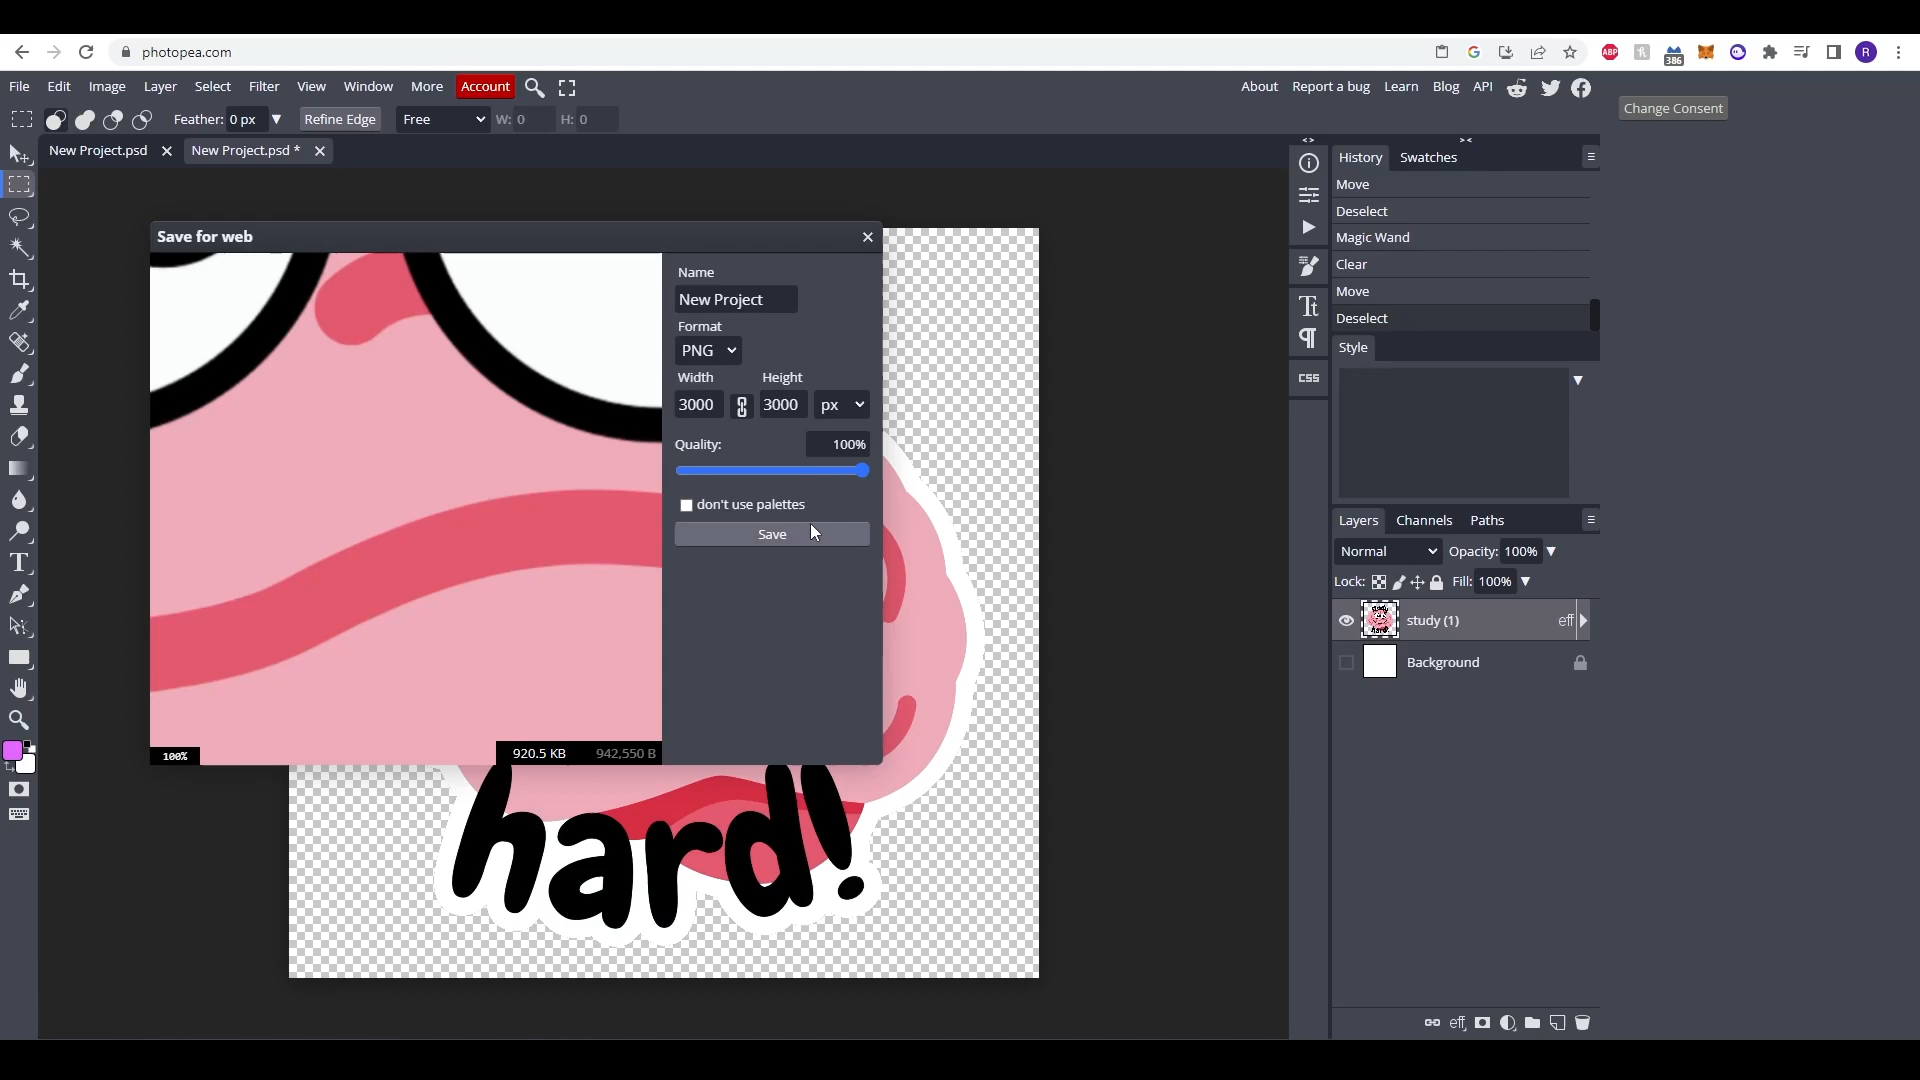 photopea.com
ABP
386
R
File Edit Image Layer Select Filter View Window More Account
About Report a bug Learn Blog API
Change Consent
Feather: 0 px ▼ Refine Edge Free W: 0 H: 0
New Project.psd New Project.psd *
History Swatches
Move
Deselect
Magic Wand
Clear
Move
Deselect
Style
CSS
Save for web
Name
New Project
Format
PNG
Width Height
3000 3000 px
Quality: 100%
don't use palettes
Save
100%
920.5 KB 942,550 B
hard!
Layers Channels Paths
Normal Opacity: 100% ▼
Lock: Fill: 100% ▼
study (1) eff
Background
eff